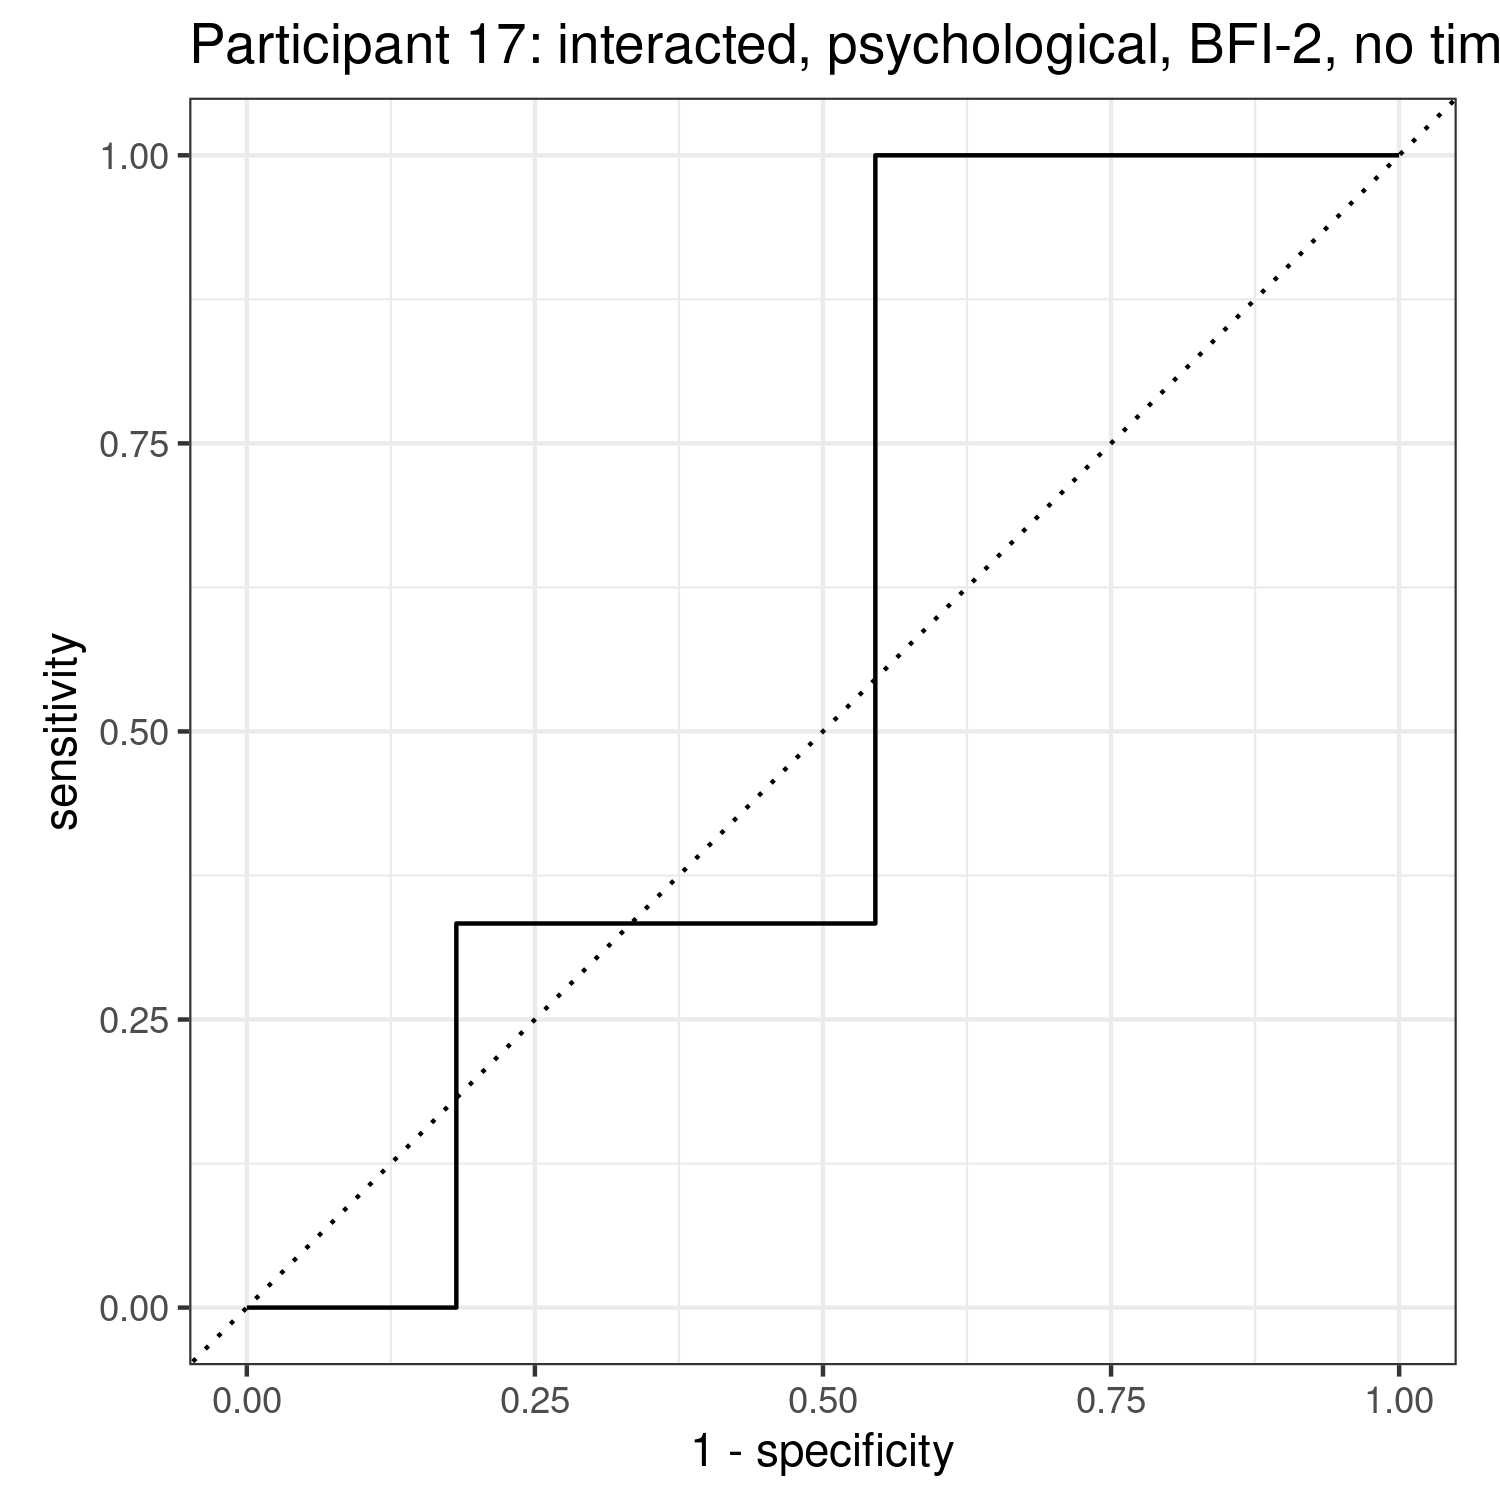 Participant 17: interacted, psychological, BFI-2, no tim
1.00
0.75
0.50
0.25
0.00
sensitivity
0.00 0.25 0.50 0.75 1.00
1 - specificity